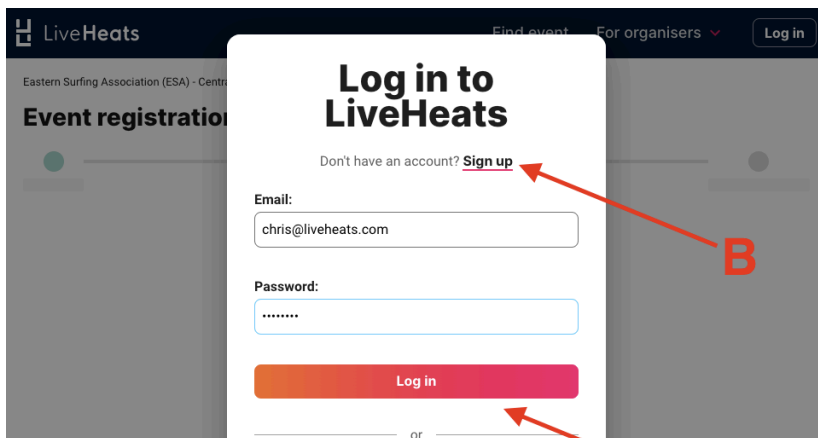 LiveHeats
Find event
For organisers
Log in
Eastern Surfing Association (ESA) - Centra
Event registration
Log in to
LiveHeats
Don't have an account? Sign up
B
Email:
chris@liveheats.com
Password:
••••••••
Log in
or